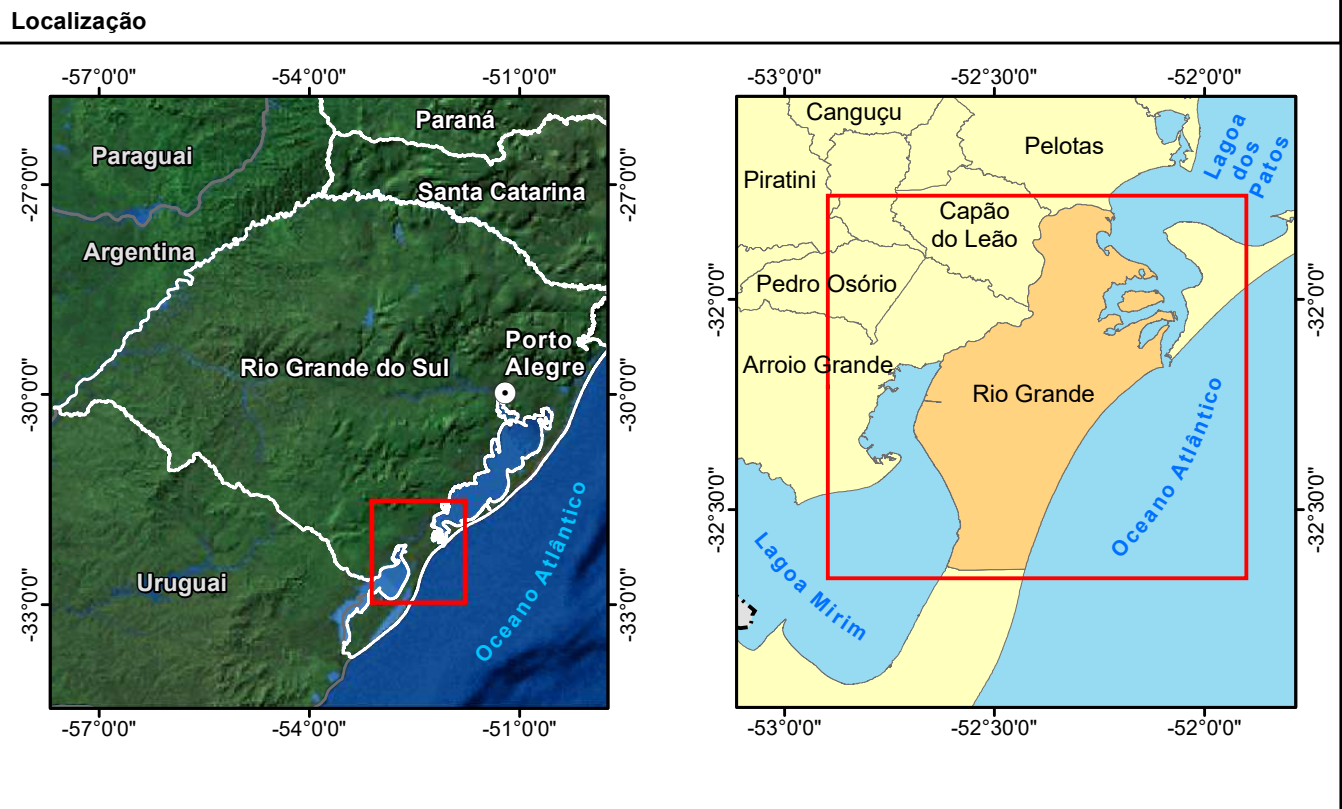 Localização
-57°0'0"
-54°0'0"
-51°0'0"
-27°0'0"
-30°0'0"
-33°0'0"
Paraná
Paraguai
Santa Catarina
Argentina
Porto
Alegre
Rio Grande do Sul
Oceano Atlântico
Uruguai
-27°0'0"
-30°0'0"
-33°0'0"
-57°0'0"
-54°0'0"
-51°0'0"
-53°0'0"
-52°30'0"
-52°0'0"
-32°0'0"
-32°30'0"
Canguçu
Pelotas
Lagoa
dos
Patos
Piratini
Capão
do Leão
Pedro Osório
Arroio Grande
Rio Grande
Oceano Atlântico
Lagoa Mirim
-32°0'0"
-32°30'0"
-53°0'0"
-52°30'0"
-52°0'0"